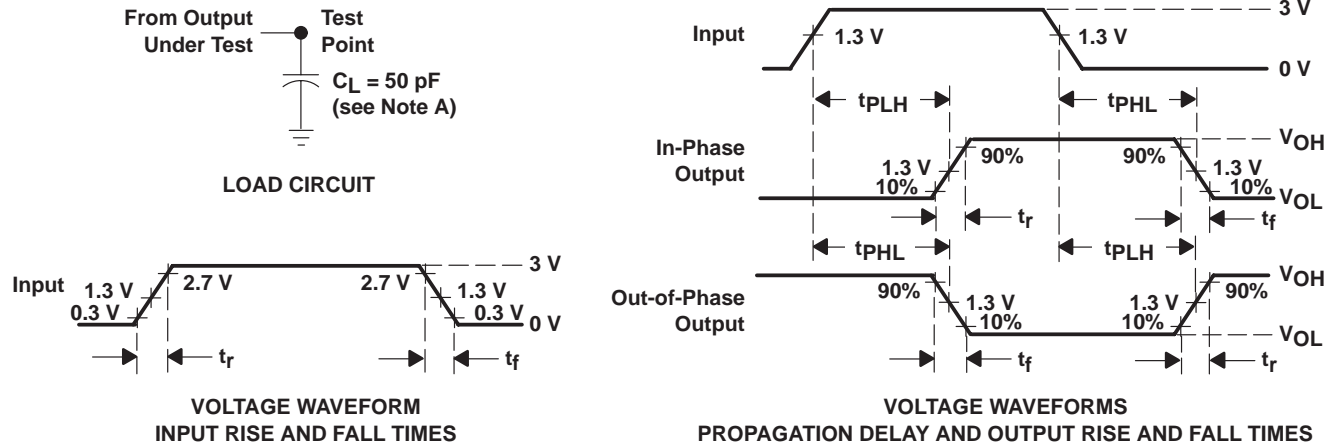 From Output
Under Test
Test
Point
CL = 50 pF
(see Note A)
LOAD CIRCUIT
Input
1.3 V
0.3 V
2.7 V
2.7 V
1.3 V
0.3 V
3 V
0 V
tr
tf
VOLTAGE WAVEFORM
INPUT RISE AND FALL TIMES
Input
1.3 V
1.3 V
3 V
0 V
tPLH
tPHL
In-Phase
Output
1.3 V
10%
90%
90%
1.3 V
10%
VOH
VOL
tr
tf
tPHL
tPLH
Out-of-Phase
Output
90%
1.3 V
10%
1.3 V
10%
90%
VOH
VOL
tf
tr
VOLTAGE WAVEFORMS
PROPAGATION DELAY AND OUTPUT RISE AND FALL TIMES